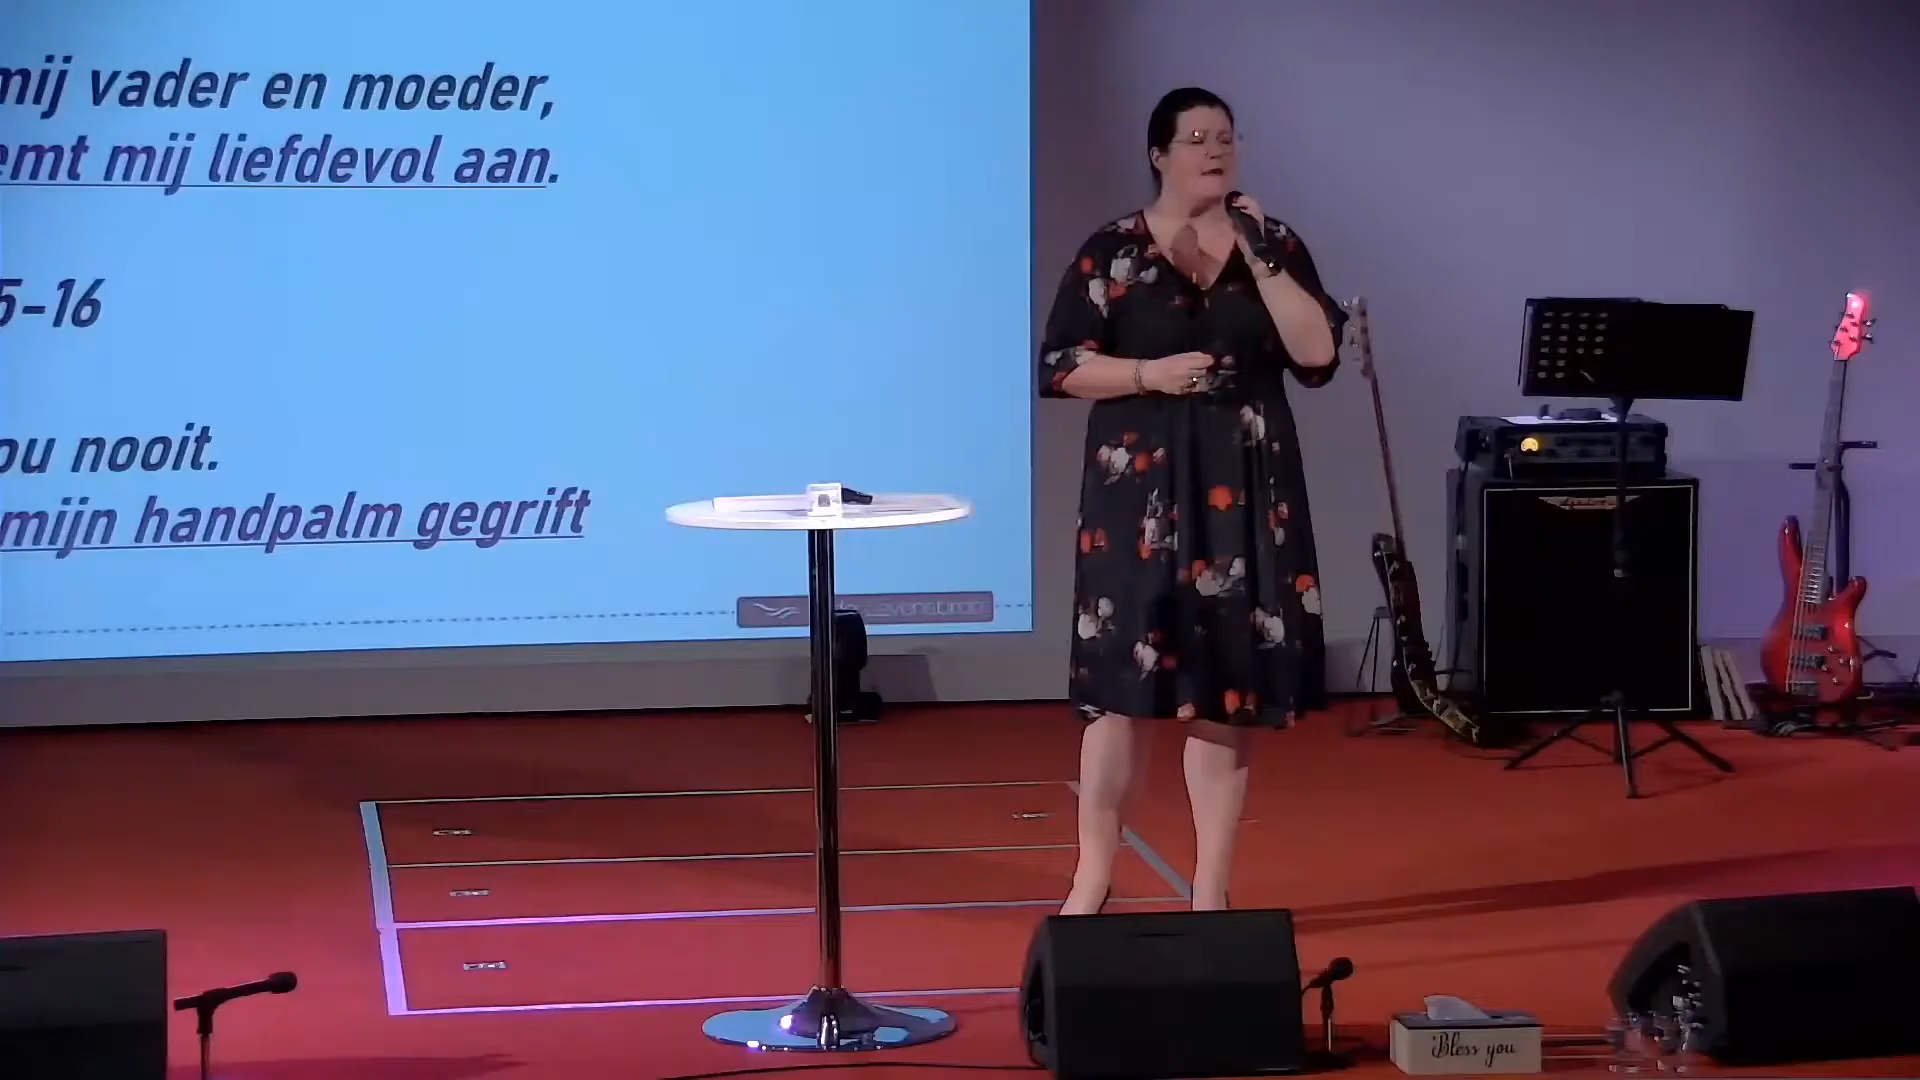 mij vader en moeder,
emt mij liefdevol aan.
5-16
ou nooit.
mijn handpalm gegrift
Bless you